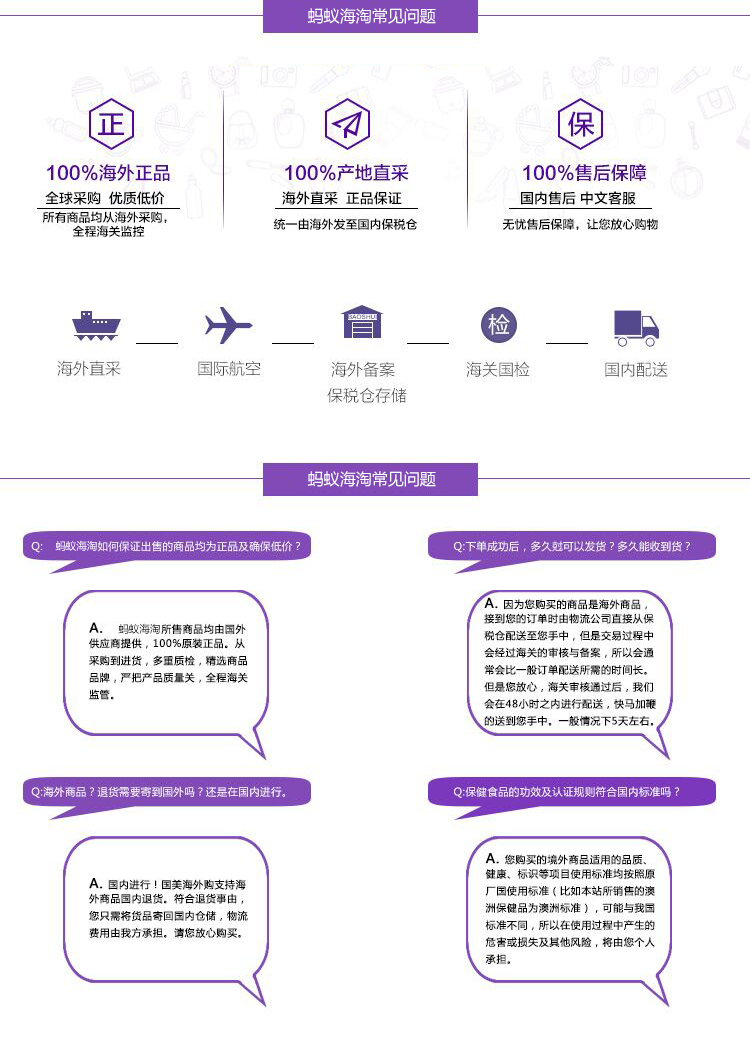 蚂蚁海淘常见问题
正
保
100%海外正品
100%产地直采
100%售后保障
全球采购 优质低价
海外直采 正品保证
国内售后 中文客服
所有商品均从海外采购，
全程海关监控
统一由海外发至国内保税仓
无忧售后保障，让您放心购物
BAOSHUI
检
海外直采
国际航空
海外备案
保税仓存储
海关国检
国内配送
蚂蚁海淘常见问题
Q: 蚂蚁海淘如何保证出售的商品均为正品及确保低价？
A. 蚂蚁海淘所售商品均由国外
供应商提供，100%原装正品。从
采购到进货，多重质检，精选商品
品牌，严把产品质量关，全程海关
监管。
Q:下单成功后，多久尅可以发货？多久能收到货？
A. 因为您购买的商品是海外商品，
接到您的订单时由物流公司直接从保
税仓配送至您手中，但是交易过程中
会经过海关的审核与备案，所以会通
常会比一般订单配送所需的时间长。
但是您放心，海关审核通过后，我们
会在48小时之内进行配送，快马加鞭
的送到您手中。一般情况下5天左右。
Q:海外商品？退货需要寄到国外吗？还是在国内进行。
A. 国内进行！国美海外购支持海
外商品国内退货。符合退货事由，
您只需将货品寄回国内仓储，物流
费用由我方承担。请您放心购买。
Q:保健食品的功效及认证规则符合国内标准吗？
A. 您购买的境外商品适用的品质、
健康、标识等项目使用标准均按照原
厂国使用标准（比如本站所销售的澳
洲保健品为澳洲标准），可能与我国
标准不同，所以在使用过程中产生的
危害或损失及其他风险，将由您个人
承担。